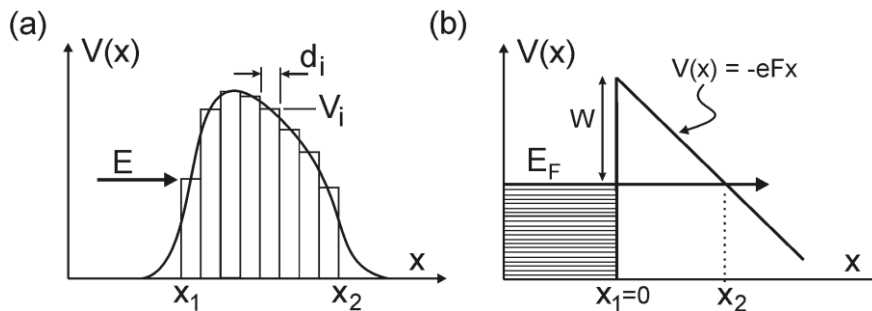 (a)
V(x)
d_i
V_i
E
x
x_1
x_2
(b)
V(x)
V(x) = -eFx
W
E_F
x
x_1=0
x_2